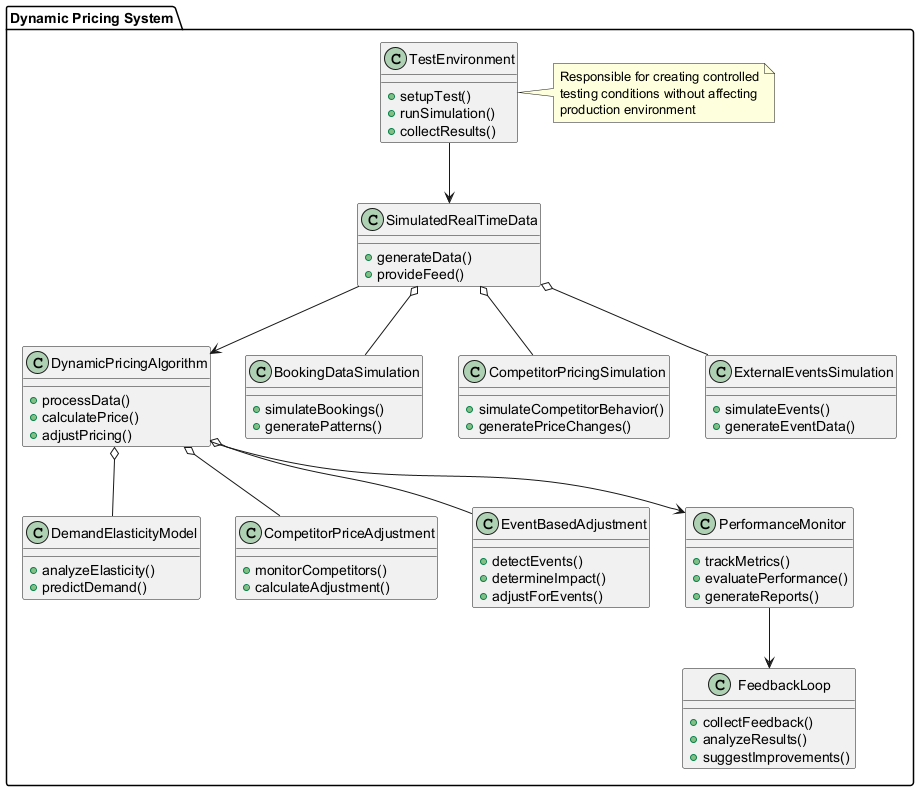 Dynamic Pricing System
C TestEnvironment
setupTest()
runSimulation()
collectResults()
Responsible for creating controlled
testing conditions without affecting
production environment
C SimulatedRealTimeData
generateData()
provideFeed()
C DynamicPricingAlgorithm
processData()
calculatePrice()
adjustPricing()
C BookingDataSimulation
simulateBookings()
generatePatterns()
C CompetitorPricingSimulation
simulateCompetitorBehavior()
generatePriceChanges()
C ExternalEventsSimulation
simulateEvents()
generateEventData()
C DemandElasticityModel
analyzeElasticity()
predictDemand()
C CompetitorPriceAdjustment
monitorCompetitors()
calculateAdjustment()
C EventBasedAdjustment
detectEvents()
determineImpact()
adjustForEvents()
C PerformanceMonitor
trackMetrics()
evaluatePerformance()
generateReports()
C FeedbackLoop
collectFeedback()
analyzeResults()
suggestImprovements()